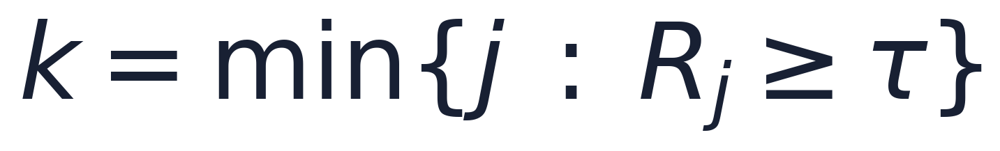 k = min{j : R_j ≥ τ}